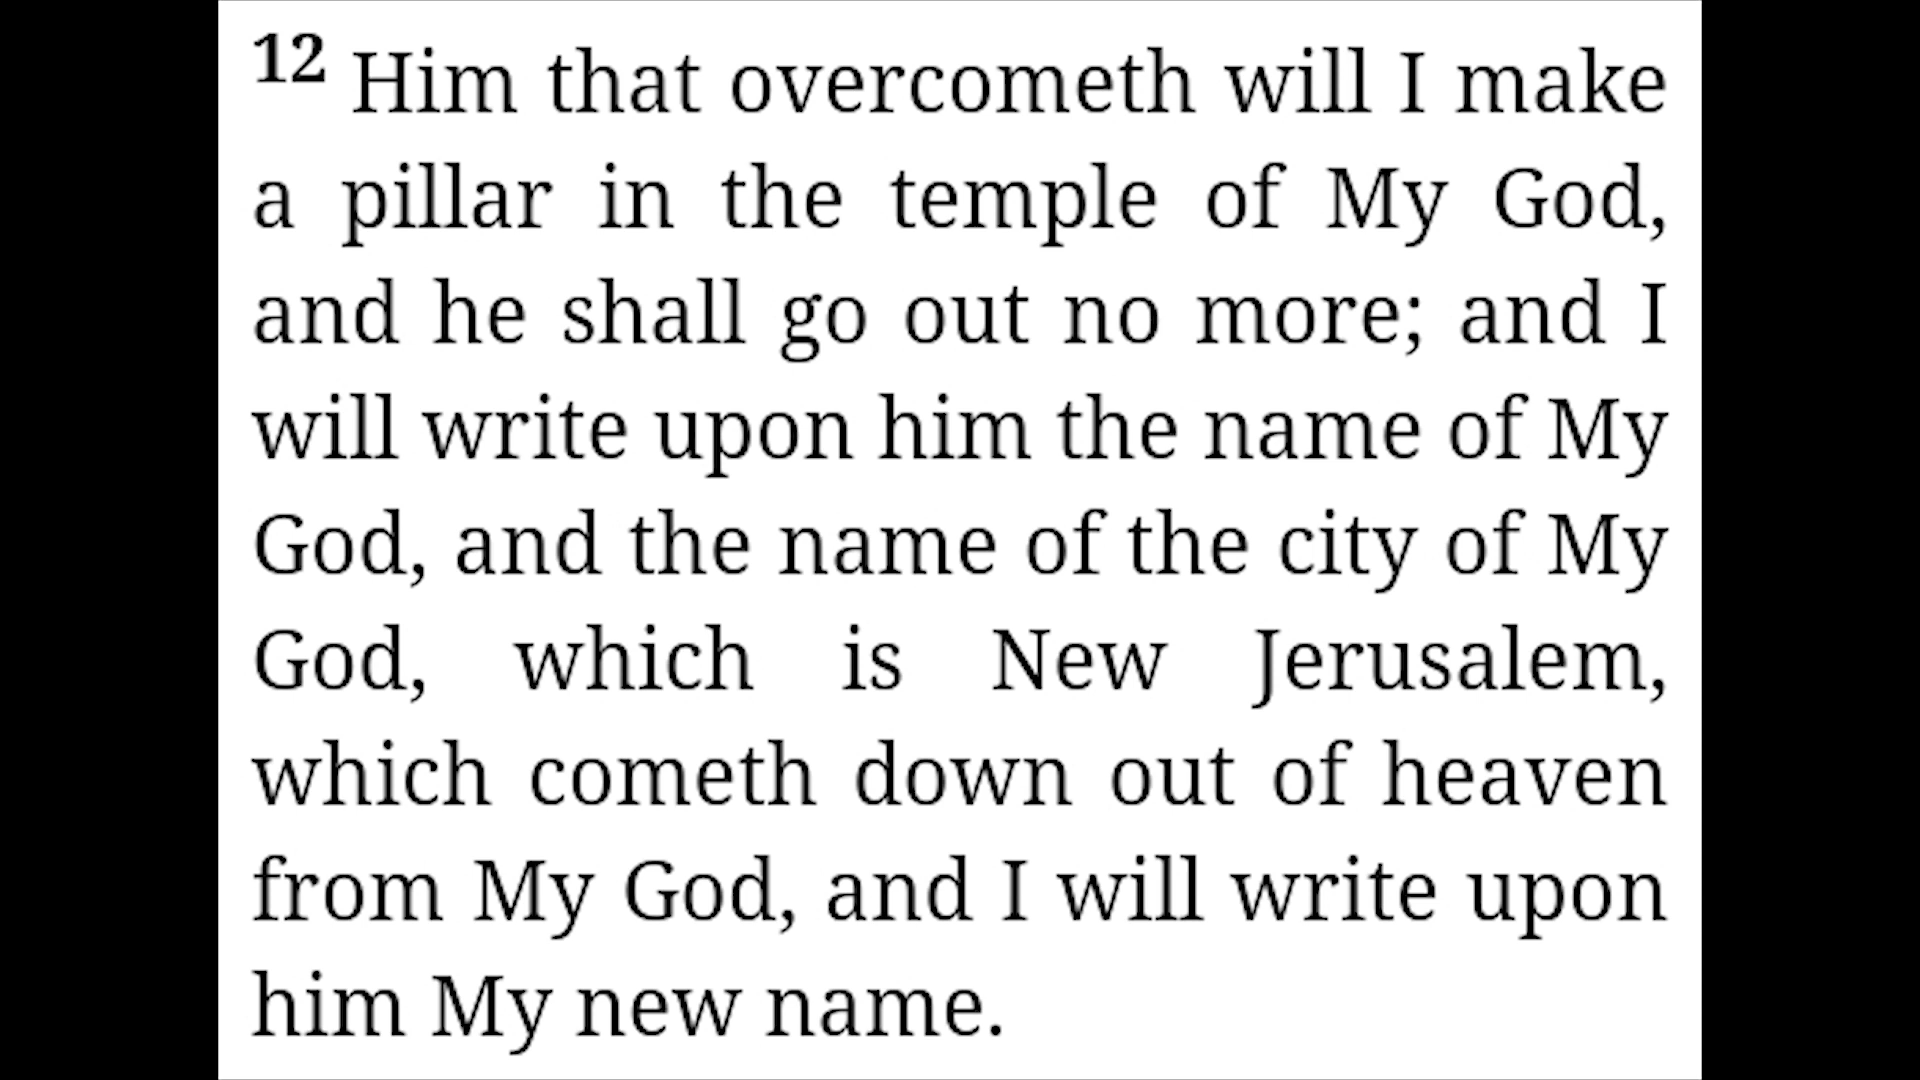 12 Him that overcometh will I make
a pillar in the temple of My God,
and he shall go out no more; and I
will write upon him the name of My
God, and the name of the city of My
God, which is New Jerusalem,
which cometh down out of heaven
from My God, and I will write upon
him My new name.